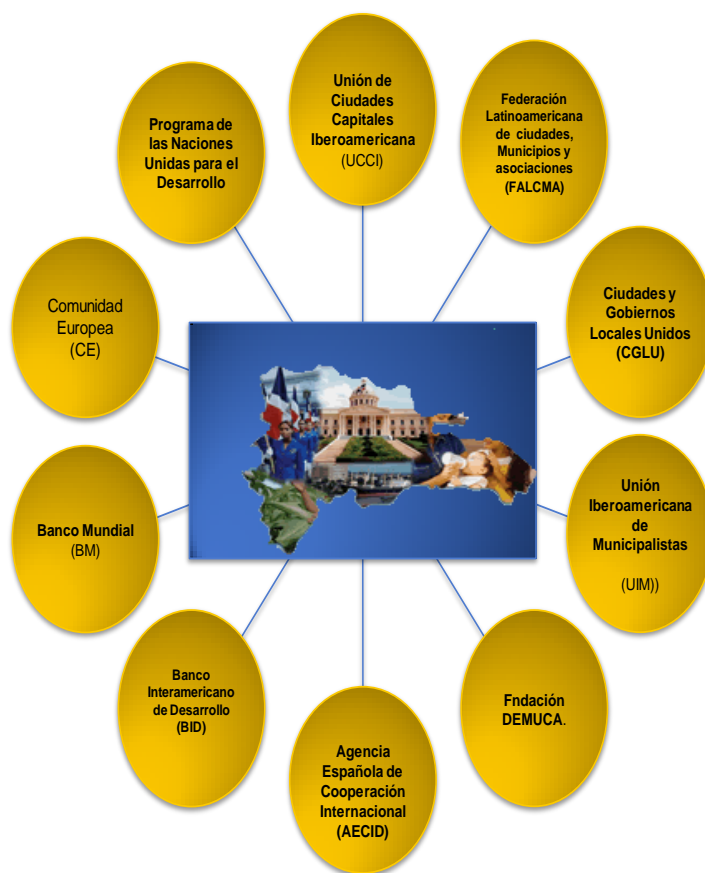 Unión de
Ciudades
Capitales
Iberoamericana
(UCCI)
Federación
Latinoamericana
de ciudades,
Municipios y
asociaciones
(FALCMA)
Ciudades y
Gobiernos
Locales Unidos
(CGLU)
Unión
Iberoamericana
de
Municipalistas
(UIM))
Fndación
DEMUCA.
Agencia
Española de
Cooperación
Internacional
(AECID)
Banco
Interamericano
de Desarrollo
(BID)
Banco Mundial
(BM)
Comunidad
Europea
(CE)
Programa de
las Naciones
Unidas para el
Desarrollo